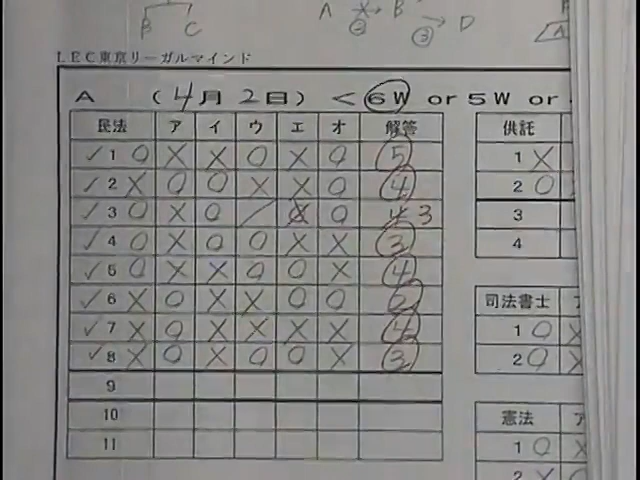 B C
A × B
② ③ D
LEC東京リーガルマインド
A (4月2日) < 6W or 5W or
民法 ア イ ウ エ オ 解答
✓ 1 ○ × × ○ × ○ 5
✓ 2 × ○ ○ × × ○ 4
✓ 3 ○ × ○ ／ ○ 3
✓ 4 ○ × ○ ○ × × 3
✓ 5 ○ × × ○ ○ × 4
✓ 6 × ○ × × ○ ○
✓ 7 × ○ × × × × 4
✓ 8 × ○ × ○ ○ × 3
9
10
11
供託
1 ×
2 ○
3
4
司法書士 ア
1 ○ ×
2 ○ ×
憲法 ア
1 ○ ×
2 ×